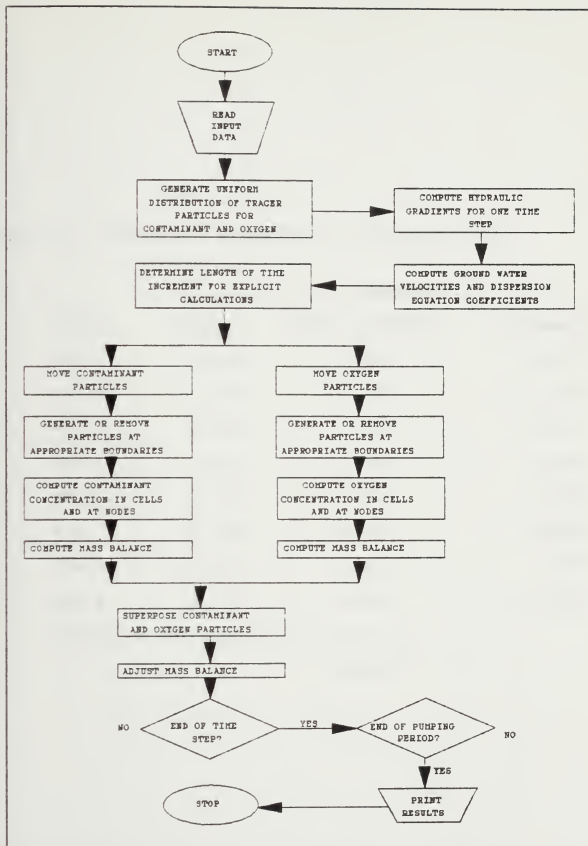 START
READ
INPUT
DATA
GENERATE UNIFORM
DISTRIBUTION OF TRACER
PARTICLES FOR
CONTAMINANT AND OXYGEN
COMPUTE HYDRAULIC
GRADIENTS FOR ONE TIME
STEP
DETERMINE LENGTH OF TIME
INCREMENT FOR EXPLICIT
CALCULATIONS
COMPUTE GROUND WATER
VELOCITIES AND DISPERSION
EQUATION COEFFICIENTS
MOVE CONTAMINANT
PARTICLES
GENERATE OR REMOVE
PARTICLES AT
APPROPRIATE BOUNDARIES
COMPUTE CONTAMINANT
CONCENTRATION IN CELLS
AND AT NODES
COMPUTE MASS BALANCE
MOVE OXYGEN
PARTICLES
GENERATE OR REMOVE
PARTICLES AT
APPROPRIATE BOUNDARIES
COMPUTE OXYGEN
CONCENTRATION IN CELLS
AND AT NODES
COMPUTE MASS BALANCE
SUPERPOSE CONTAMINANT
AND OXYGEN PARTICLES
ADJUST MASS BALANCE
NO
END OF TIME
STEP?
YES
END OF PUMPING
PERIOD?
NO
YES
STOP
PRINT
RESULTS